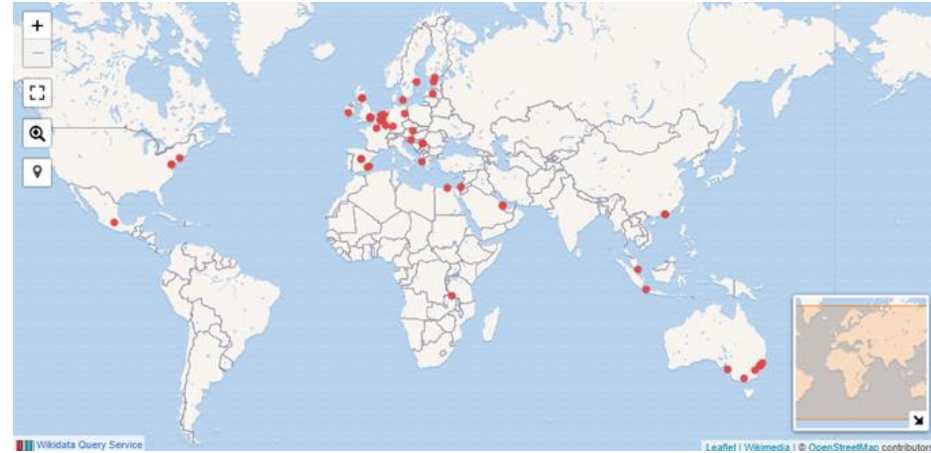 +
−
Wikidata Query Service
Leaflet | Wikimedia | © OpenStreetMap contributors